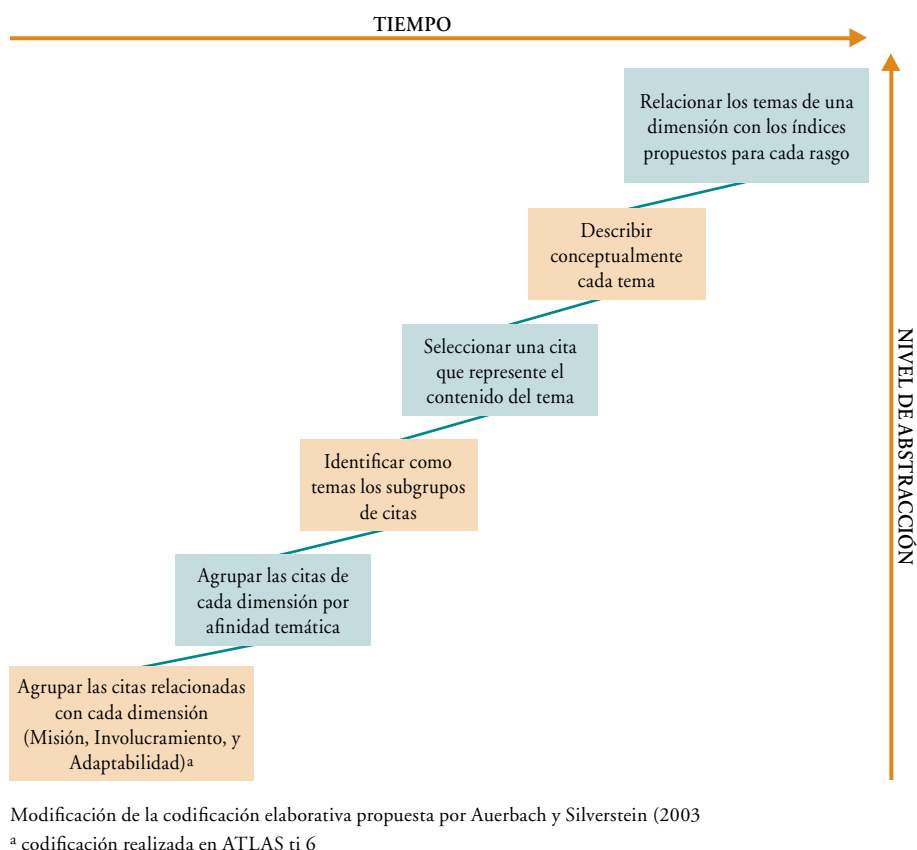 TIEMPO
Relacionar los temas de una
dimensión con los índices
propuestos para cada rasgo
Describir
conceptualmente
cada tema
Seleccionar una cita
que represente el
contenido del tema
NIVEL DE ABSTRACCIÓN
Identificar como
temas los subgrupos
de citas
Agrupar las citas de
cada dimensión por
afinidad temática
Agrupar las citas relacionadas
con cada dimensión
(Misión, Involucramiento, y
Adaptabilidad)ª
Modificación de la codificación elaborativa propuesta por Auerbach y Silverstein (2003
ª codificación realizada en ATLAS ti 6